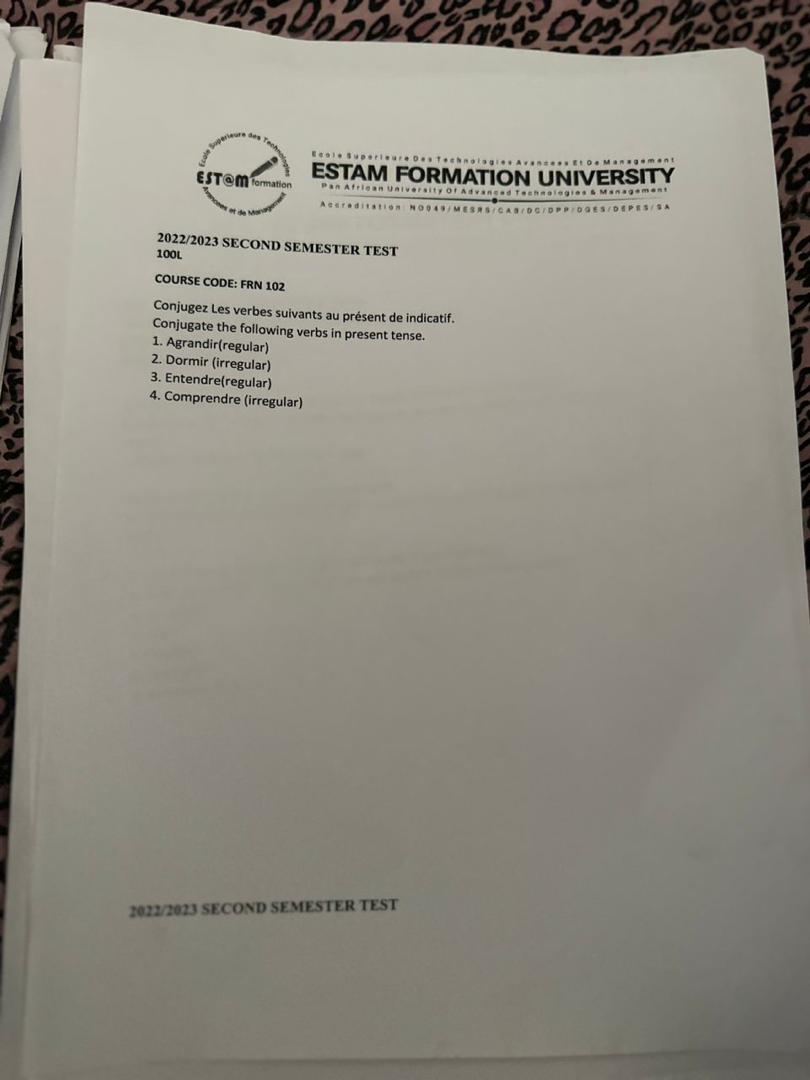 Ecole Superieure des Technologies
EST@M formation
Avancees et de Management
Ecole Superieure Des Technologies Avancees Et De Management
ESTAM FORMATION UNIVERSITY
Pan African University Of Advanced Technologies & Management
Accreditation: N0049/MESRS/CAB/DC/DPP/DGES/DEPES/SA
2022/2023 SECOND SEMESTER TEST
100L
COURSE CODE: FRN 102
Conjugez Les verbes suivants au présent de indicatif.
Conjugate the following verbs in present tense.
1. Agrandir(regular)
2. Dormir (irregular)
3. Entendre(regular)
4. Comprendre (irregular)
2022/2023 SECOND SEMESTER TEST